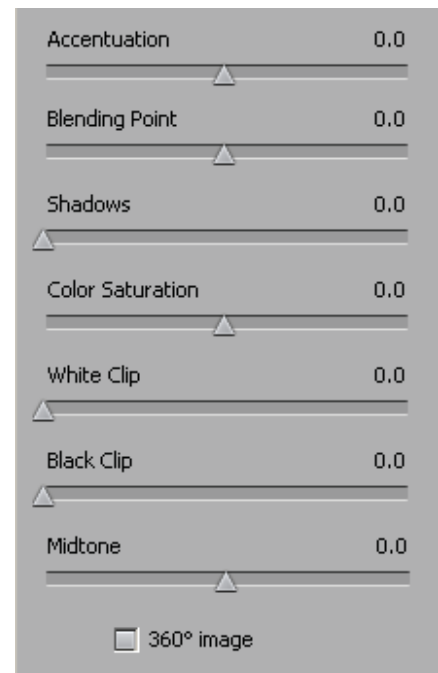 Accentuation 0.0
Blending Point 0.0
Shadows 0.0
Color Saturation 0.0
White Clip 0.0
Black Clip 0.0
Midtone 0.0
360° image